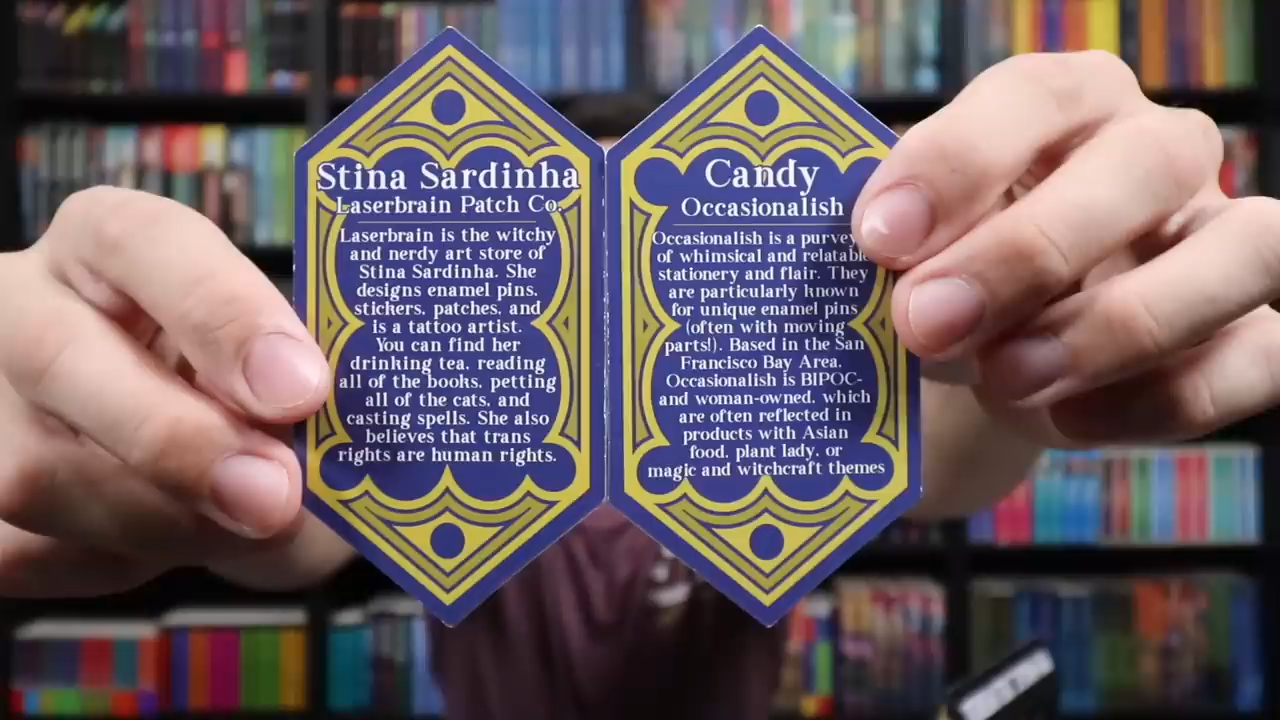 Stina Sardinha
Laserbrain Patch Co.
Laserbrain is the witchy
and nerdy art store of
Stina Sardinha. She
designs enamel pins,
stickers, patches, and
is a tattoo artist.
You can find her
drinking tea, reading
all of the books, petting
all of the cats, and
casting spells. She also
believes that trans
rights are human rights.
Candy
Occasionalish
Occasionalish is a purvey
of whimsical and relatable
stationery and flair. They
are particularly known
for unique enamel pins
(often with moving
parts!). Based in the San
Francisco Bay Area,
Occasionalish is BIPOC-
and woman-owned, which
are often reflected in
products with Asian
food, plant lady, or
magic and witchcraft themes